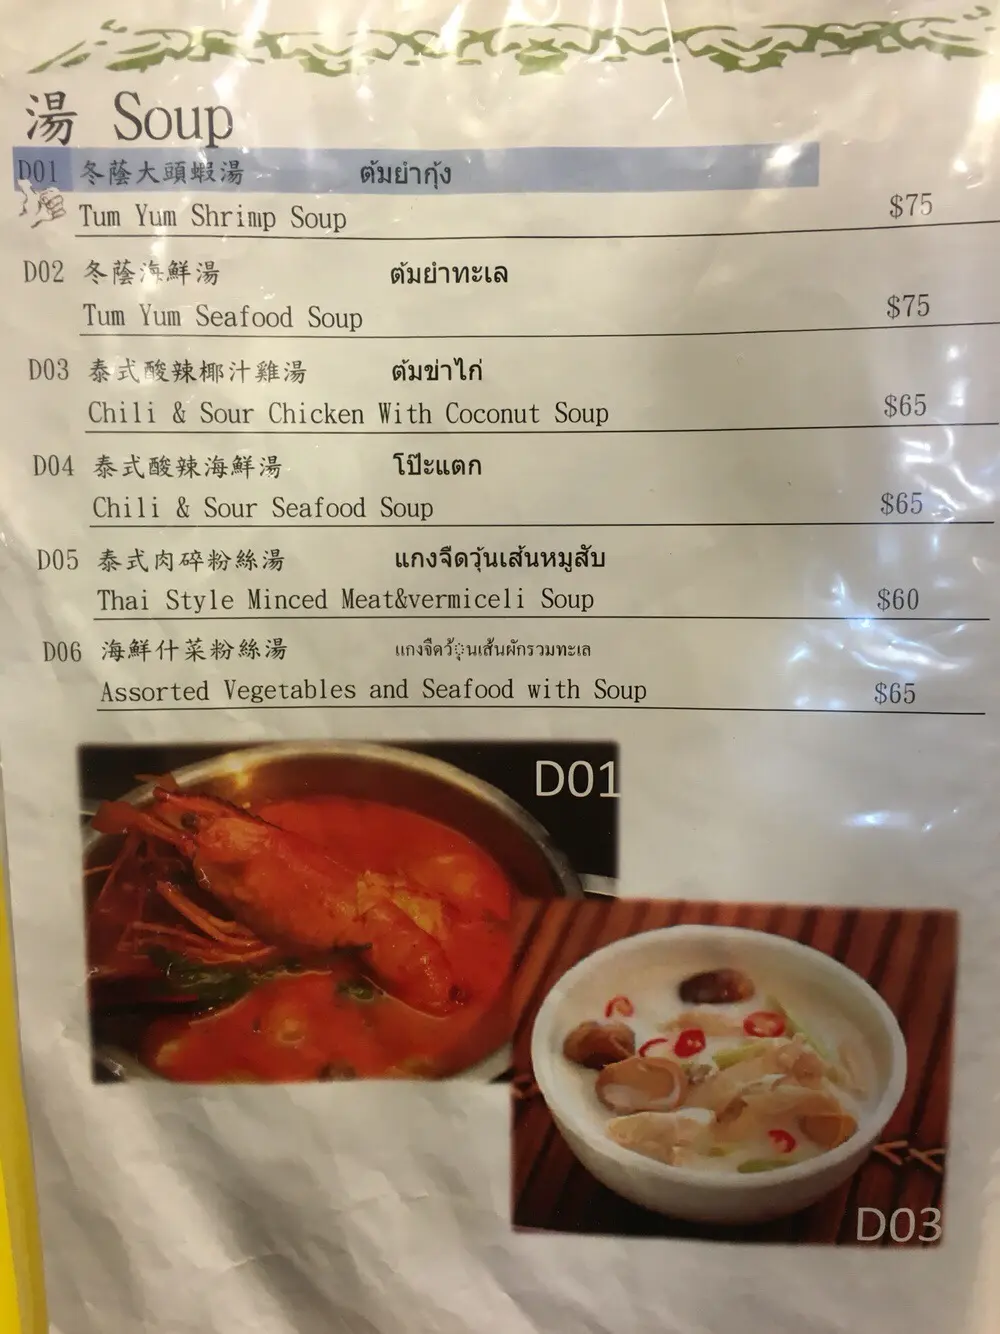 湯 Soup
D01 冬蔭大頭蝦湯 ต้มยำกุ้ง
Tum Yum Shrimp Soup $75
D02 冬蔭海鮮湯 ต้มยำทะเล
Tum Yum Seafood Soup $75
D03 泰式酸辣椰汁雞湯 ต้มข่าไก่
Chili & Sour Chicken With Coconut Soup $65
D04 泰式酸辣海鮮湯 โป๊ะแตก
Chili & Sour Seafood Soup $65
D05 泰式肉碎粉絲湯 แกงจืดวุ้นเส้นหมูสับ
Thai Style Minced Meat&vermiceli Soup $60
D06 海鮮什菜粉絲湯 แกงจืดวุ้นเส้นผักรวมทะเล
Assorted Vegetables and Seafood with Soup $65
D01
D03